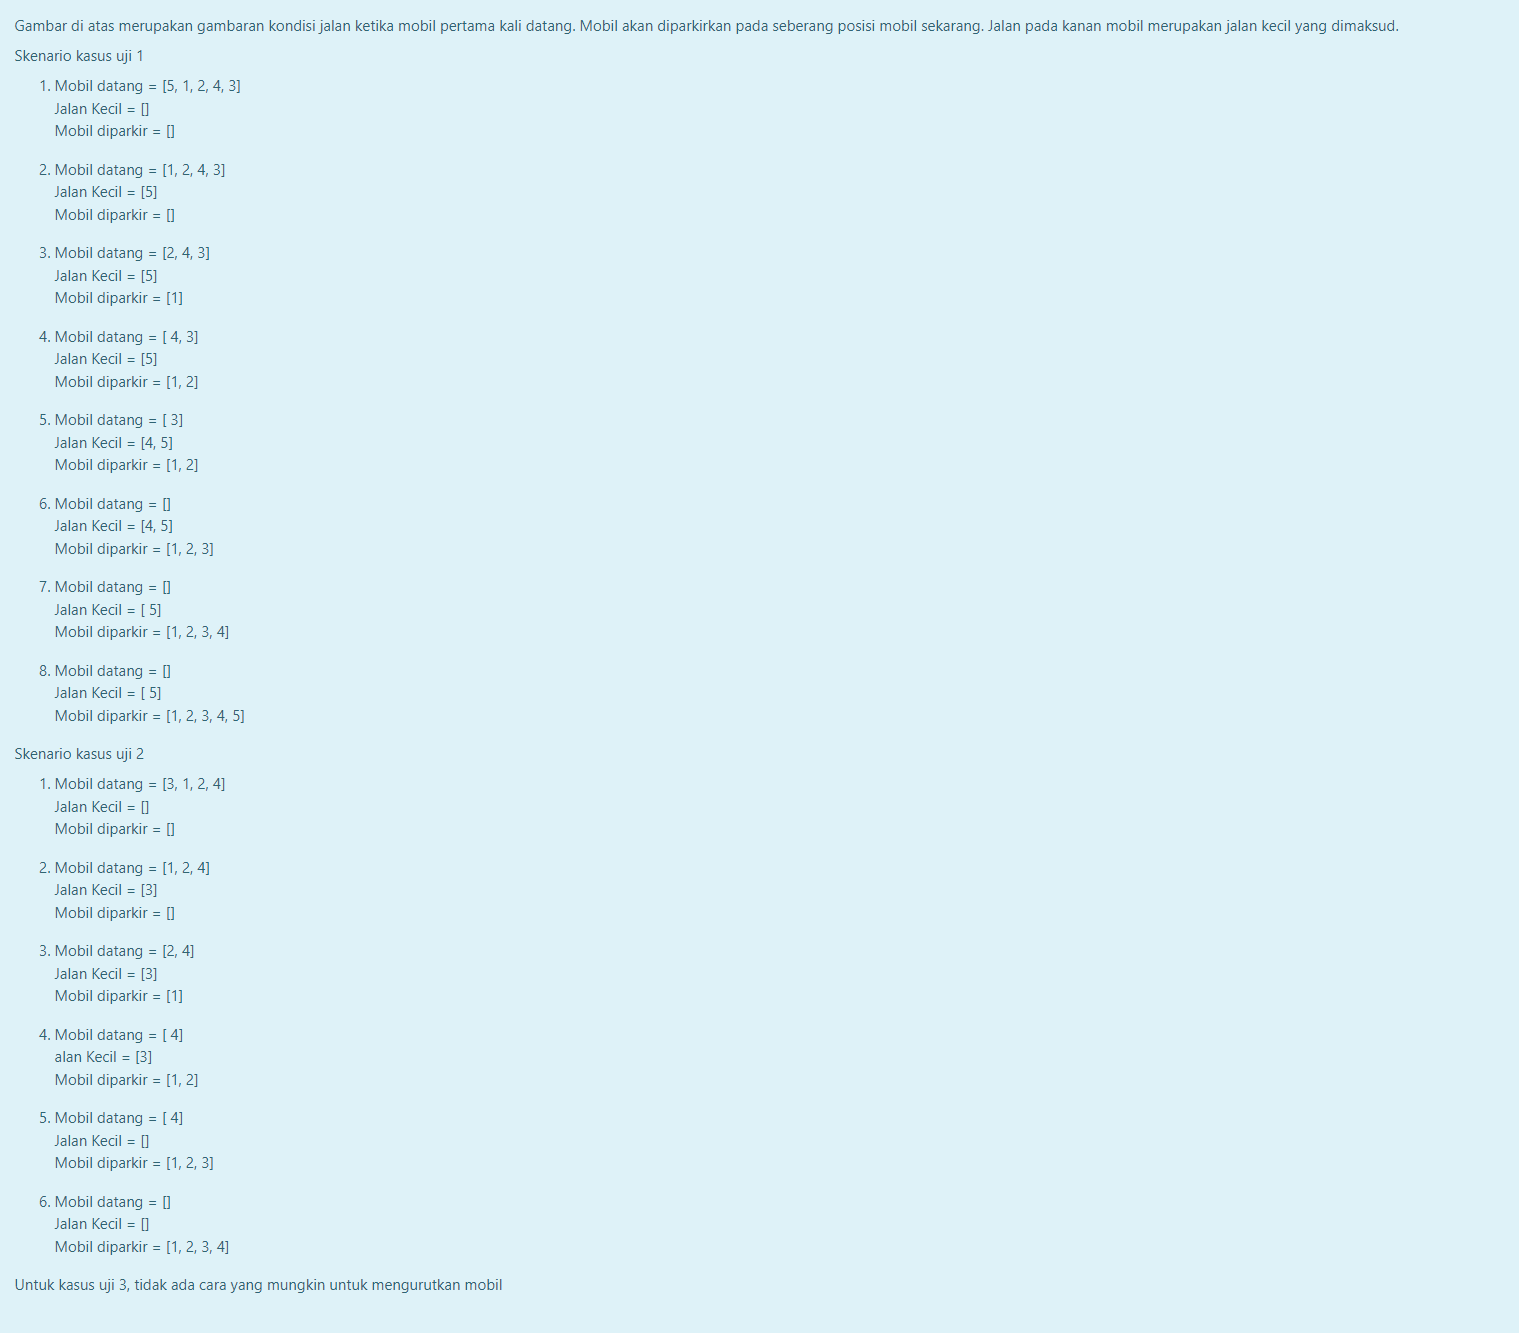 Gambar di atas merupakan gambaran kondisi jalan ketika mobil pertama kali datang. Mobil akan diparkirkan pada seberang posisi mobil sekarang. Jalan pada kanan mobil merupakan jalan kecil yang dimaksud.
Skenario kasus uji 1
1. Mobil datang = [5, 1, 2, 4, 3]
Jalan Kecil = []
Mobil diparkir = []
2. Mobil datang = [1, 2, 4, 3]
Jalan Kecil = [5]
Mobil diparkir = []
3. Mobil datang = [2, 4, 3]
Jalan Kecil = [5]
Mobil diparkir = [1]
4. Mobil datang = [ 4, 3]
Jalan Kecil = [5]
Mobil diparkir = [1, 2]
5. Mobil datang = [ 3]
Jalan Kecil = [4, 5]
Mobil diparkir = [1, 2]
6. Mobil datang = []
Jalan Kecil = [4, 5]
Mobil diparkir = [1, 2, 3]
7. Mobil datang = []
Jalan Kecil = [ 5]
Mobil diparkir = [1, 2, 3, 4]
8. Mobil datang = []
Jalan Kecil = [ 5]
Mobil diparkir = [1, 2, 3, 4, 5]
Skenario kasus uji 2
1. Mobil datang = [3, 1, 2, 4]
Jalan Kecil = []
Mobil diparkir = []
2. Mobil datang = [1, 2, 4]
Jalan Kecil = [3]
Mobil diparkir = []
3. Mobil datang = [2, 4]
Jalan Kecil = [3]
Mobil diparkir = [1]
4. Mobil datang = [ 4]
alan Kecil = [3]
Mobil diparkir = [1, 2]
5. Mobil datang = [ 4]
Jalan Kecil = []
Mobil diparkir = [1, 2, 3]
6. Mobil datang = []
Jalan Kecil = []
Mobil diparkir = [1, 2, 3, 4]
Untuk kasus uji 3, tidak ada cara yang mungkin untuk mengurutkan mobil